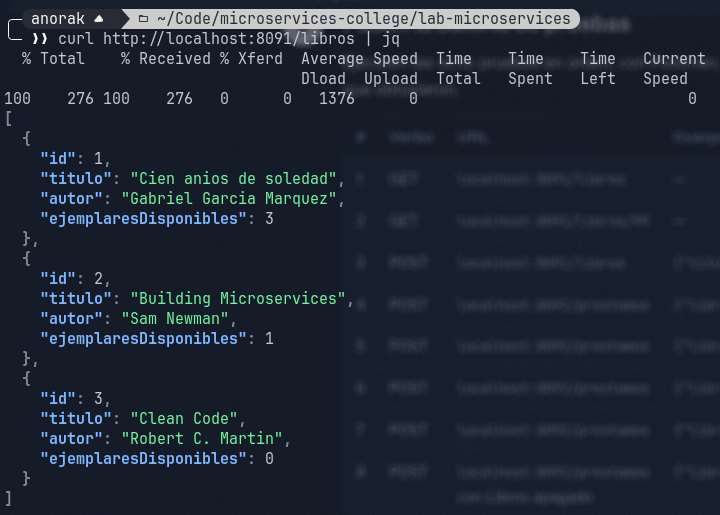 anorak ~/Code/microservices-college/lab-microservices
❯❯ curl http://localhost:8091/libros | jq
% Total % Received % Xferd Average Speed Time Time Time Current
Dload Upload Total Spent Left Speed
100 276 100 276 0 0 1376 0 0
[
{
"id": 1,
"titulo": "Cien anios de soledad",
"autor": "Gabriel Garcia Marquez",
"ejemplaresDisponibles": 3
},
{
"id": 2,
"titulo": "Building Microservices",
"autor": "Sam Newman",
"ejemplaresDisponibles": 1
},
{
"id": 3,
"titulo": "Clean Code",
"autor": "Robert C. Martin",
"ejemplaresDisponibles": 0
}
]